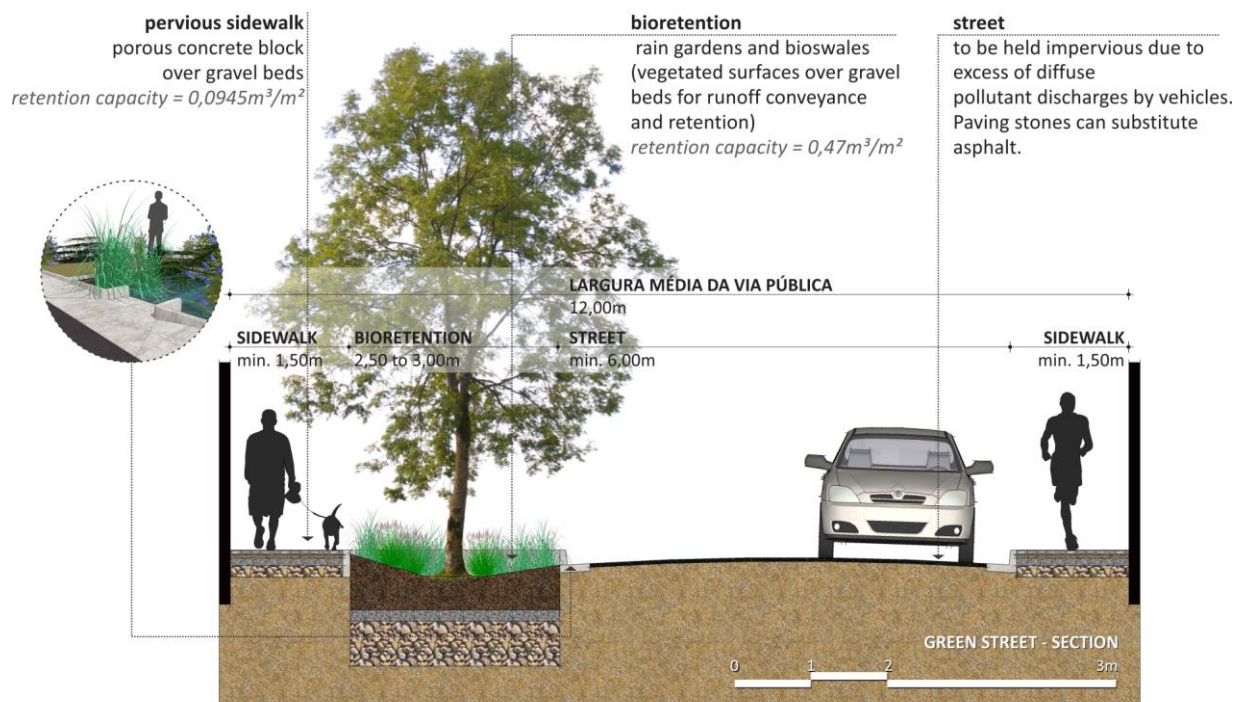 pervious sidewalk
porous concrete block
over gravel beds
retention capacity = 0,0945m³/m²
bioretention
rain gardens and bioswales
(vegetated surfaces over gravel
beds for runoff conveyance
and retention)
retention capacity = 0,47m³/m²
street
to be held impervious due to
excess of diffuse
pollutant discharges by vehicles.
Paving stones can substitute
asphalt.
LARGURA MÉDIA DA VIA PÚBLICA
12,00m
SIDEWALK
min. 1,50m
BIORETENTION
2,50 to 3,00m
STREET
min. 6,00m
SIDEWALK
min. 1,50m
GREEN STREET - SECTION
0 1 2 3m